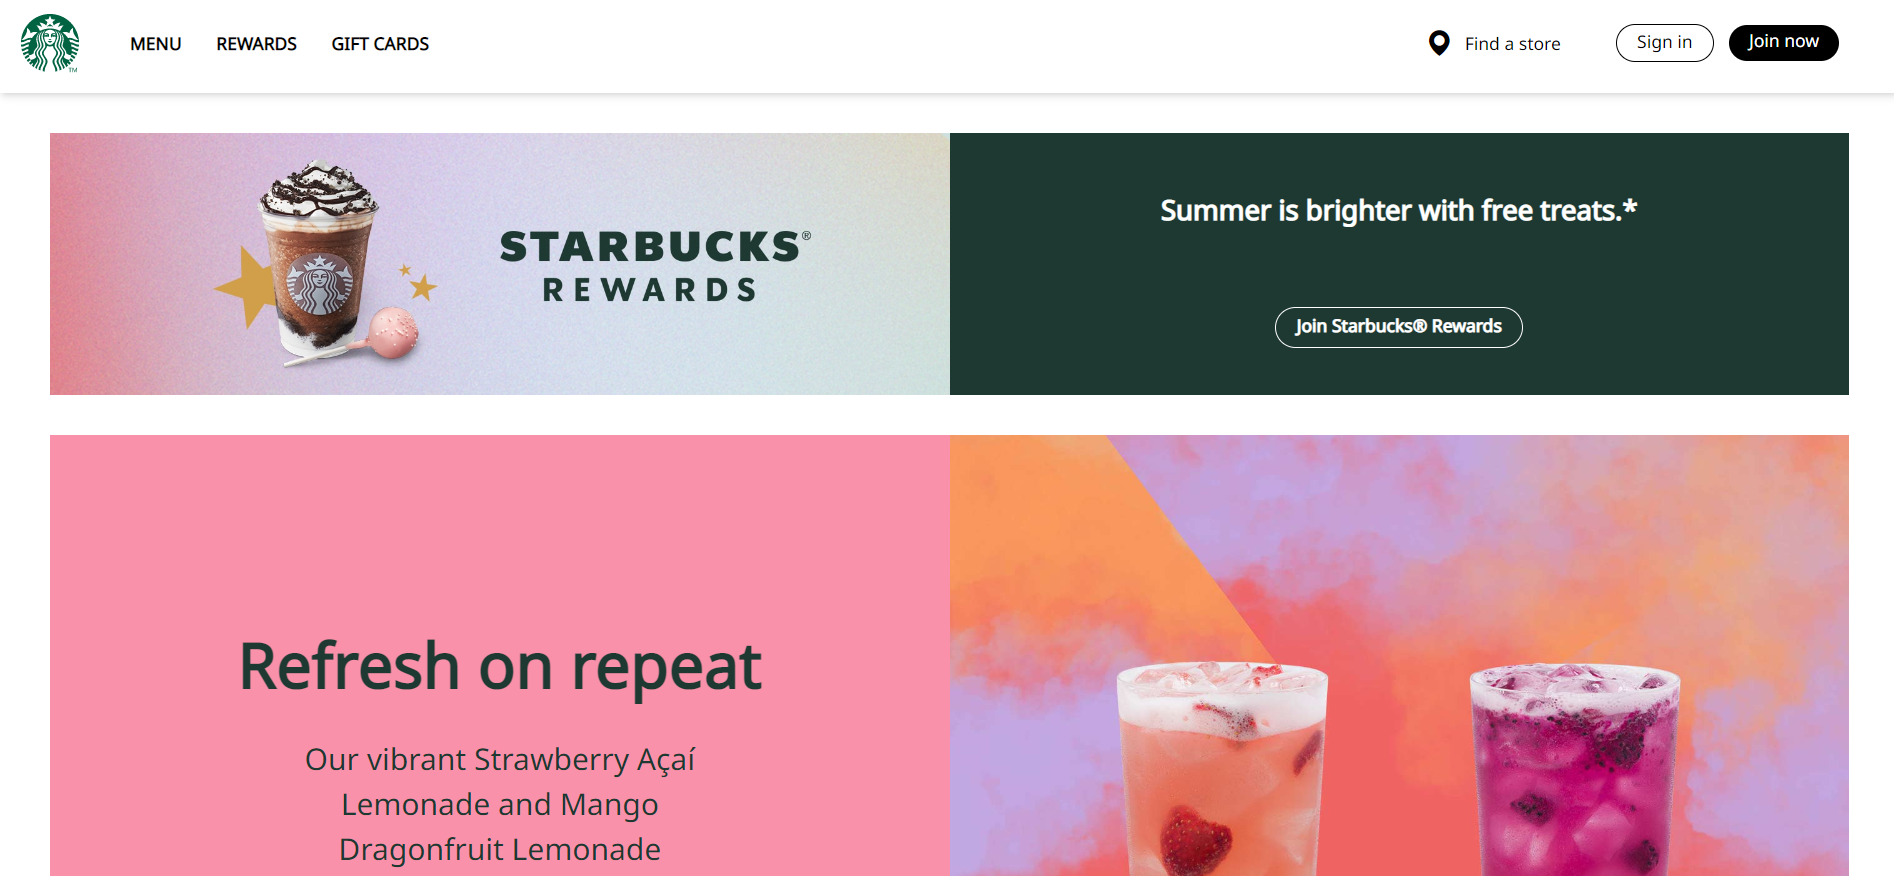 MENU
REWARDS
GIFT CARDS
Find a store
Sign in
Join now
TM
STARBUCKS®
REWARDS
Summer is brighter with free treats.*
Join Starbucks® Rewards
Refresh on repeat
Our vibrant Strawberry Açaí
Lemonade and Mango
Dragonfruit Lemonade